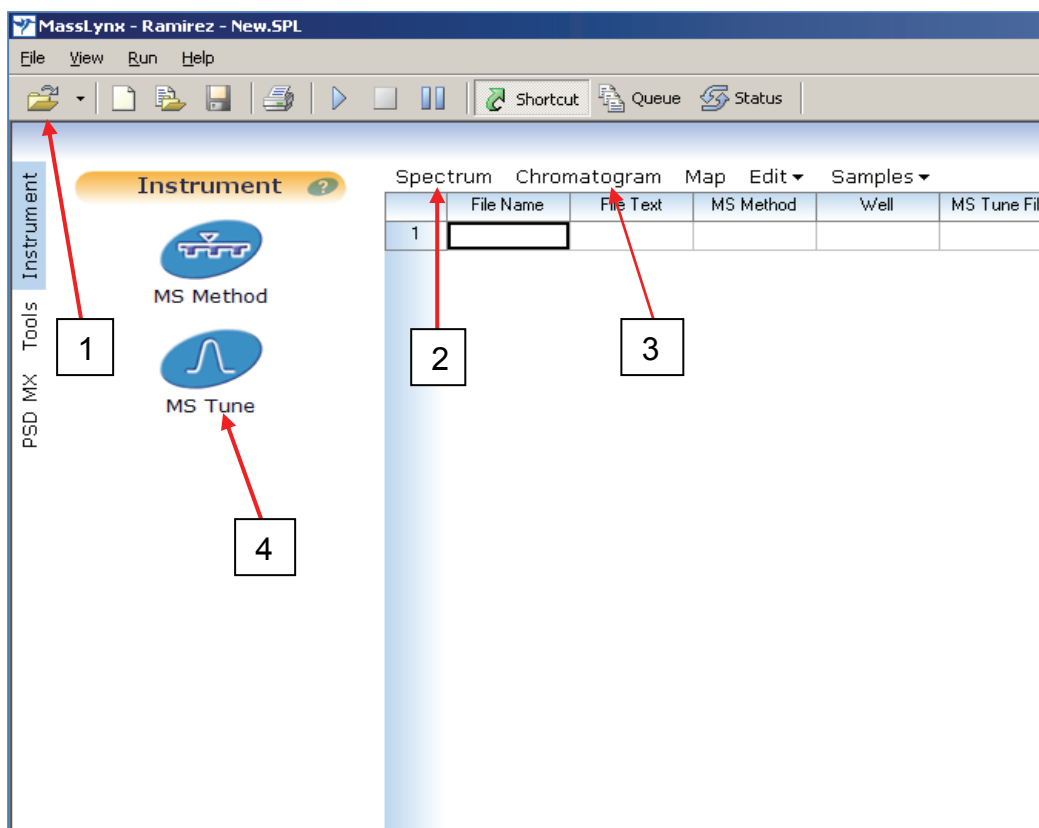 MassLynx - Ramirez - New.SPL
File View Run Help
Shortcut Queue Status
Instrument
Tools
PSD MX
Instrument ?
MS Method
MS Tune
Spectrum Chromatogram Map Edit Samples
File Name File Text MS Method Well MS Tune Fil
1
1
2
3
4